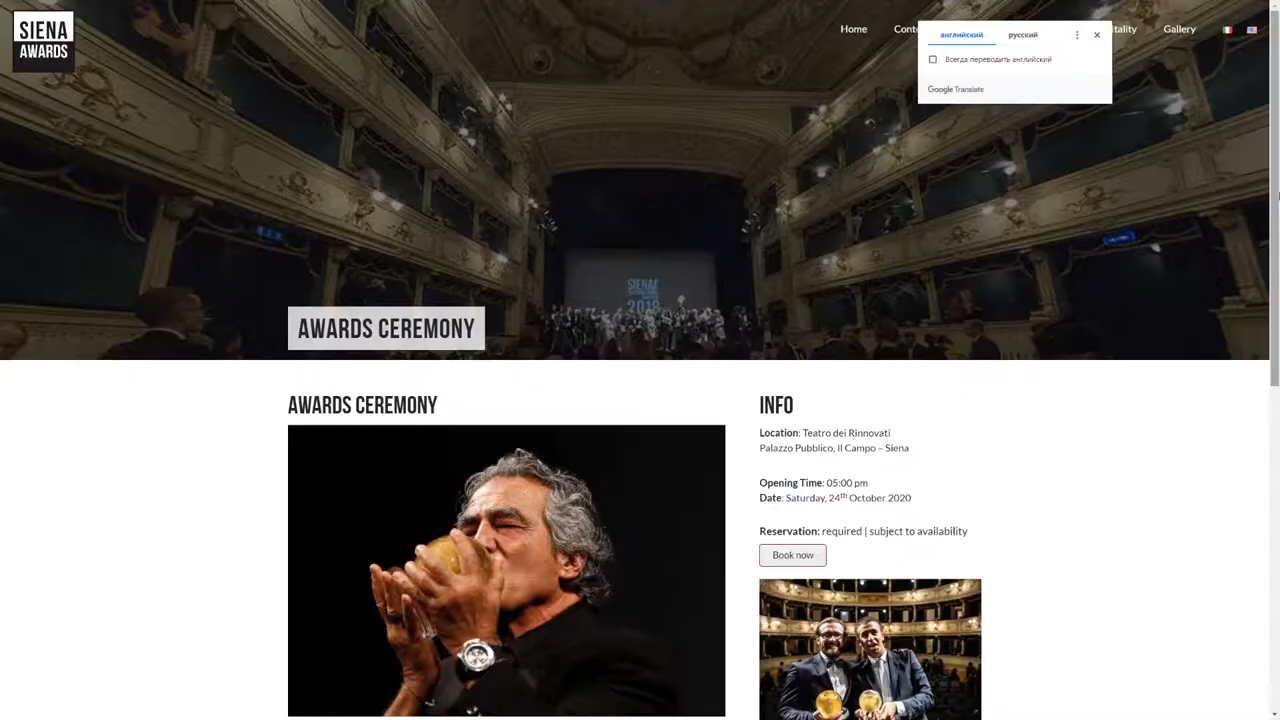 SIENA
AWARDS
Home
английский
русский
Gallery
Всегда переводить английский
Google Translate
SIENA
2018
AWARDS CEREMONY
AWARDS CEREMONY
INFO
Location: Teatro dei Rinnovati
Palazzo Pubblico, Il Campo – Siena
Opening Time: 05:00 pm
Date: Saturday, 24th October 2020
Reservation: required | subject to availability
Book now